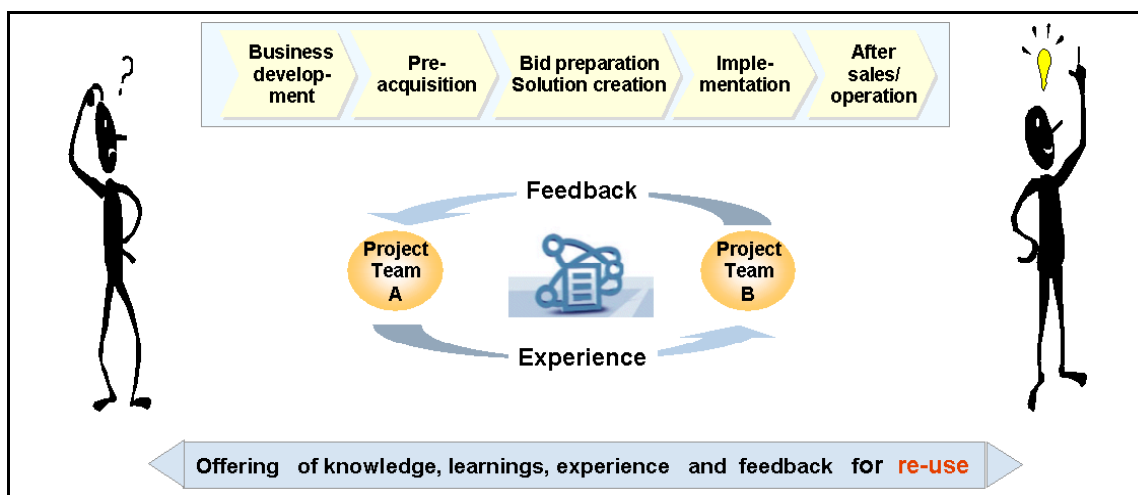 Business
develop-
ment
Pre-
acquisition
Bid preparation
Solution creation
Imple-
mentation
After
sales/
operation
?
Feedback
Project
Team
A
Project
Team
B
Experience
Offering of knowledge, learnings, experience and feedback for re-use